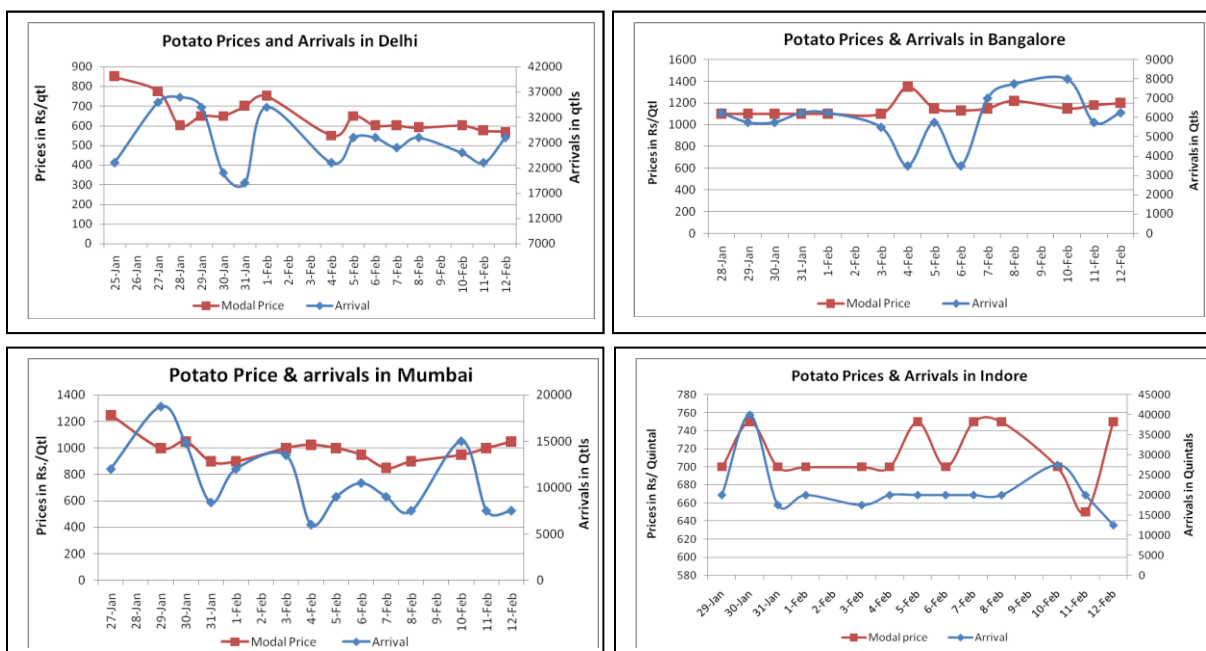 Potato Prices and Arrivals in Delhi
Prices in Rs/qtl
900
800
700
600
500
400
300
200
100
0
42000
37000
32000
27000
22000
17000
12000
7000
Arrivals in qtls
25-Jan
26-Jan
27-Jan
28-Jan
29-Jan
30-Jan
31-Jan
1-Feb
2-Feb
3-Feb
4-Feb
5-Feb
6-Feb
7-Feb
8-Feb
9-Feb
10-Feb
11-Feb
12-Feb
Modal Price Arrival
Potato Prices & Arrivals in Bangalore
Prices in Rs/Qtl
1600
1400
1200
1000
800
600
400
200
0
9000
8000
7000
6000
5000
4000
3000
2000
1000
0
Arrivals in Qtls
28-Jan
29-Jan
30-Jan
31-Jan
1-Feb
2-Feb
3-Feb
4-Feb
5-Feb
6-Feb
7-Feb
8-Feb
9-Feb
10-Feb
11-Feb
12-Feb
Modal Price Arrival
Potato Price & arrivals in Mumbai
Prices in Rs,/Qtl
1400
1200
1000
800
600
400
200
0
20000
15000
10000
5000
0
Arrivals in Qtls
27-Jan
28-Jan
29-Jan
30-Jan
31-Jan
1-Feb
2-Feb
3-Feb
4-Feb
5-Feb
6-Feb
7-Feb
8-Feb
9-Feb
10-Feb
11-Feb
12-Feb
Modal Price Arrival
Potato Prices & Arrivals in Indore
Prices in Rs/ Quintal
780
760
740
720
700
680
660
640
620
600
580
45000
40000
35000
30000
25000
20000
15000
10000
5000
0
Arrivals in Quintals
29-Jan
30-Jan
31-Jan
1-Feb
2-Feb
3-Feb
4-Feb
5-Feb
6-Feb
7-Feb
8-Feb
9-Feb
10-Feb
11-Feb
12-Feb
Modal price Arrival